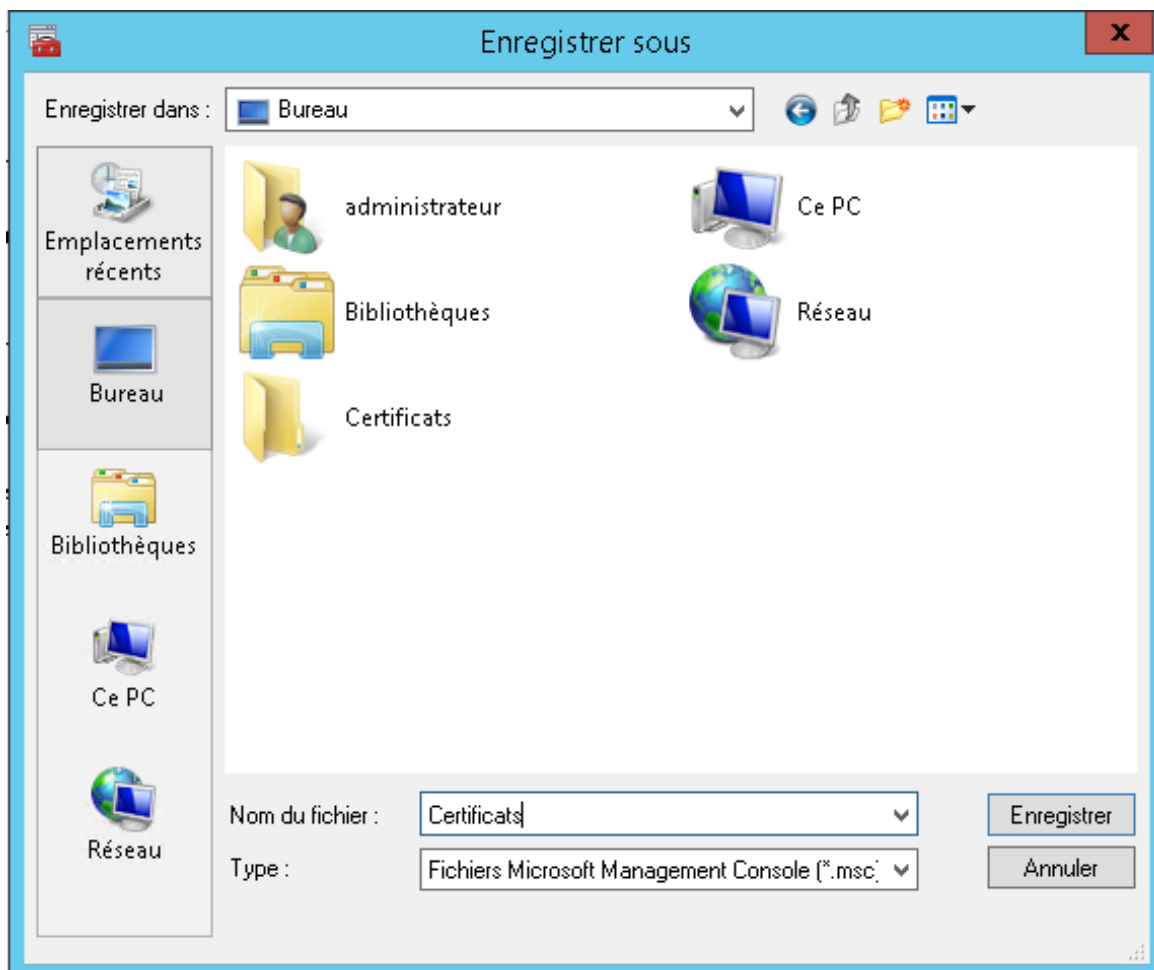 Enregistrer sous
x
Enregistrer dans :
Bureau
Emplacements
récents
Bureau
Bibliothèques
Ce PC
Réseau
administrateur
Ce PC
Bibliothèques
Réseau
Certificats
Nom du fichier :
Certificats
Enregistrer
Type :
Fichiers Microsoft Management Console (*.msc)
Annuler